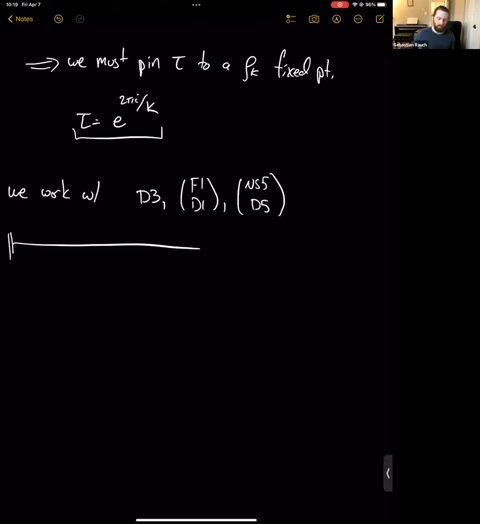 10:19 Fri Apr 7
96%
Notes
Sebastian Rauch
⟹ we must pin τ to a ρk fixed pt.
τ = e^{2πi/k}
we work w/ D3, (F1 D1), (NS5 D5)